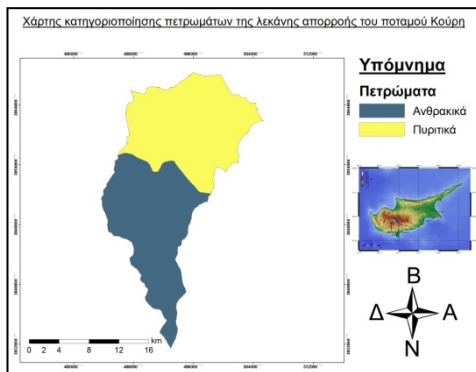 Χάρτης κατηγοριοποίησης πετρωμάτων της λεκάνης απορροής του ποταμού Κούρη
Υπόμνημα
Πετρώματα
Ανθρακικά
Πυριτικά
Β
Δ
Α
Ν
km
0 2 4 8 12 16